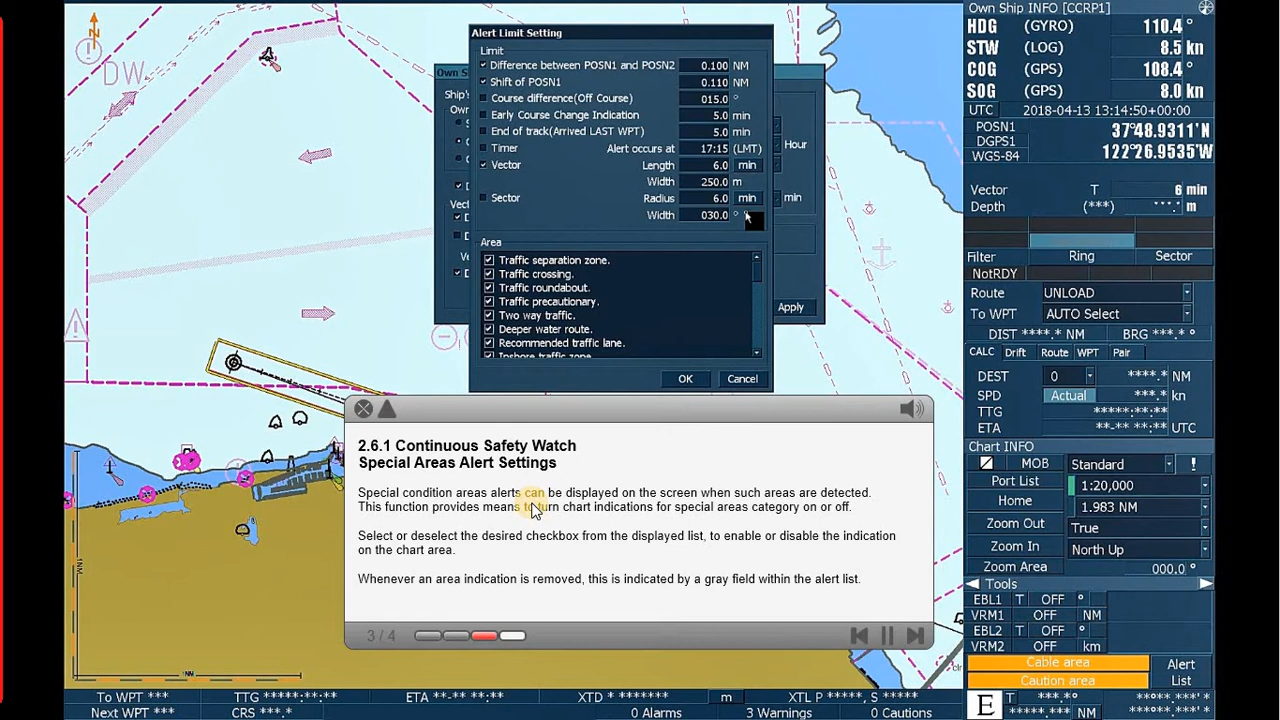 DW
Alert Limit Setting
Limit
Difference between POSN1 and POSN2 0.100 NM
Shift of POSN1 0.110 NM
Course difference(Off Course) 015.0 °
Early Course Change Indication 5.0 min
End of track(Arrived LAST WPT) 5.0 min
Timer Alert occurs at 17:15 (LMT)
Vector Length 6.0 min
Width 250.0 m
Sector Radius 6.0 min
Width 030.0 °
Hour
min
Area
Traffic separation zone.
Traffic crossing.
Traffic roundabout.
Traffic precautionary.
Two way traffic.
Deeper water route.
Recommended traffic lane.
Inshore traffic zone
OK Cancel
Apply
2.6.1 Continuous Safety Watch
Special Areas Alert Settings
Special condition areas alerts can be displayed on the screen when such areas are detected.
This function provides means to turn chart indications for special areas category on or off.
Select or deselect the desired checkbox from the displayed list, to enable or disable the indication
on the chart area.
Whenever an area indication is removed, this is indicated by a gray field within the alert list.
3 / 4
Own Ship INFO [CCRP1]
HDG (GYRO) 110.4°
STW (LOG) 8.5 kn
COG (GPS) 108.4°
SOG (GPS) 8.0 kn
UTC 2018-04-13 13:14:50+00:00
POSN1 37°48.9311'N
DGPS1
WGS-84 122°26.9535'W
Vector T 6 min
Depth (***) ***.* m
Filter Ring Sector
NotRDY
Route UNLOAD
To WPT AUTO Select
DIST ****.* NM BRG ***.* °
CALC Drift Route WPT Pair
DEST 0 ****.* NM
SPD Actual ***.* kn
TTG *****:**:**
ETA **-** **:** UTC
Chart INFO
MOB Standard !
Port List 1:20,000
Home 1.983 NM
Zoom Out True
Zoom In North Up
Zoom Area 000.0°
Tools
EBL1 T OFF °
VRM1 OFF NM
EBL2 T OFF °
VRM2 OFF km
Cable area
Caution area
Alert
List
To WPT *** TTG *****:**:** ETA **-** **:** XTD * ***** m XTL P *****, S *****
Next WPT *** CRS ***.* 0 Alarms 3 Warnings 0 Cautions
E T ***.*°
*****.*** NM